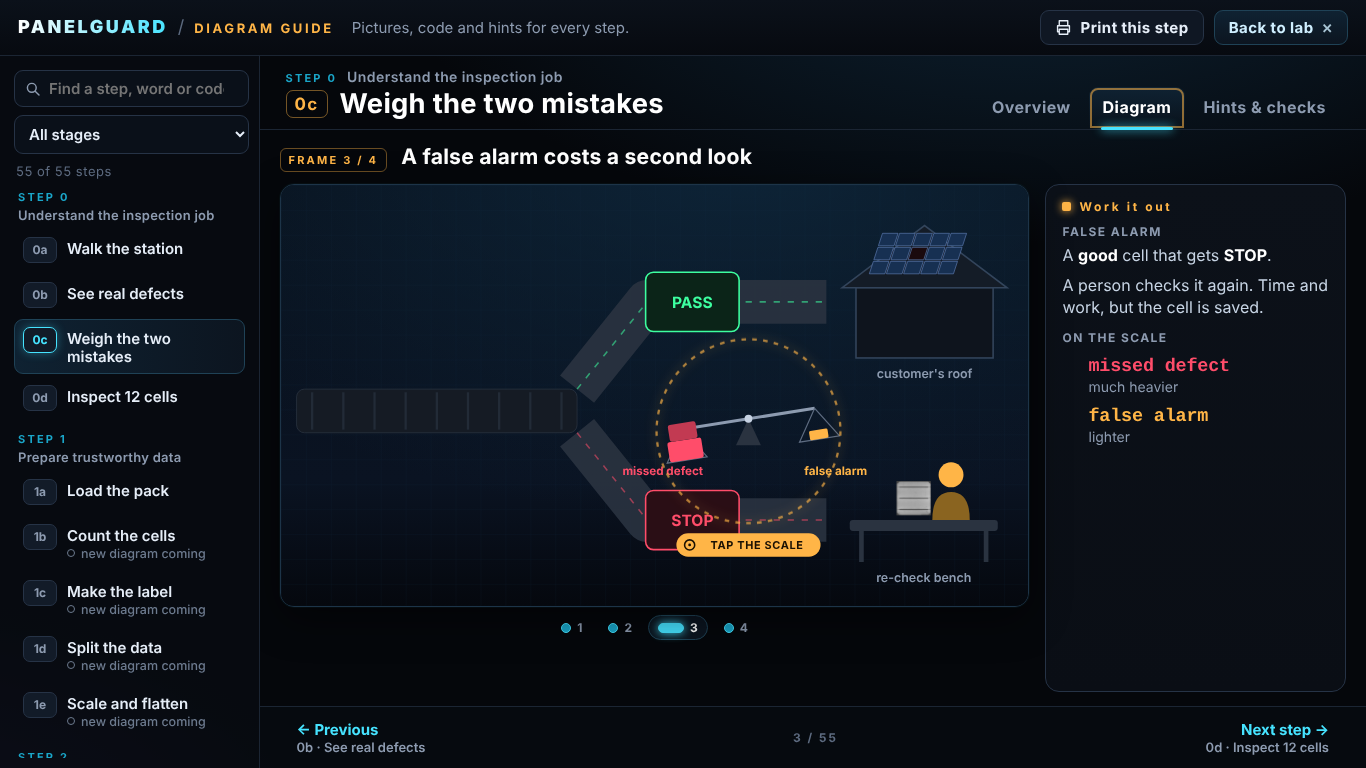 PANELGUARD / DIAGRAM GUIDE Pictures, code and hints for every step.
Print this step
Back to lab ×
Find a step, word or cod
All stages
55 of 55 steps
STEP 0
Understand the inspection job
0a Walk the station
0b See real defects
0c Weigh the two
mistakes
0d Inspect 12 cells
STEP 1
Prepare trustworthy data
1a Load the pack
1b Count the cells
new diagram coming
1c Make the label
new diagram coming
1d Split the data
new diagram coming
1e Scale and flatten
new diagram coming
STEP 2
STEP 0 Understand the inspection job
0c Weigh the two mistakes
Overview
Diagram
Hints & checks
FRAME 3 / 4 A false alarm costs a second look
PASS
customer's roof
missed defect
false alarm
STOP
TAP THE SCALE
re-check bench
1
2
3
4
Work it out
FALSE ALARM
A good cell that gets STOP.
A person checks it again. Time and
work, but the cell is saved.
ON THE SCALE
missed defect
much heavier
false alarm
lighter
← Previous
0b · See real defects
3 / 55
Next step →
0d · Inspect 12 cells